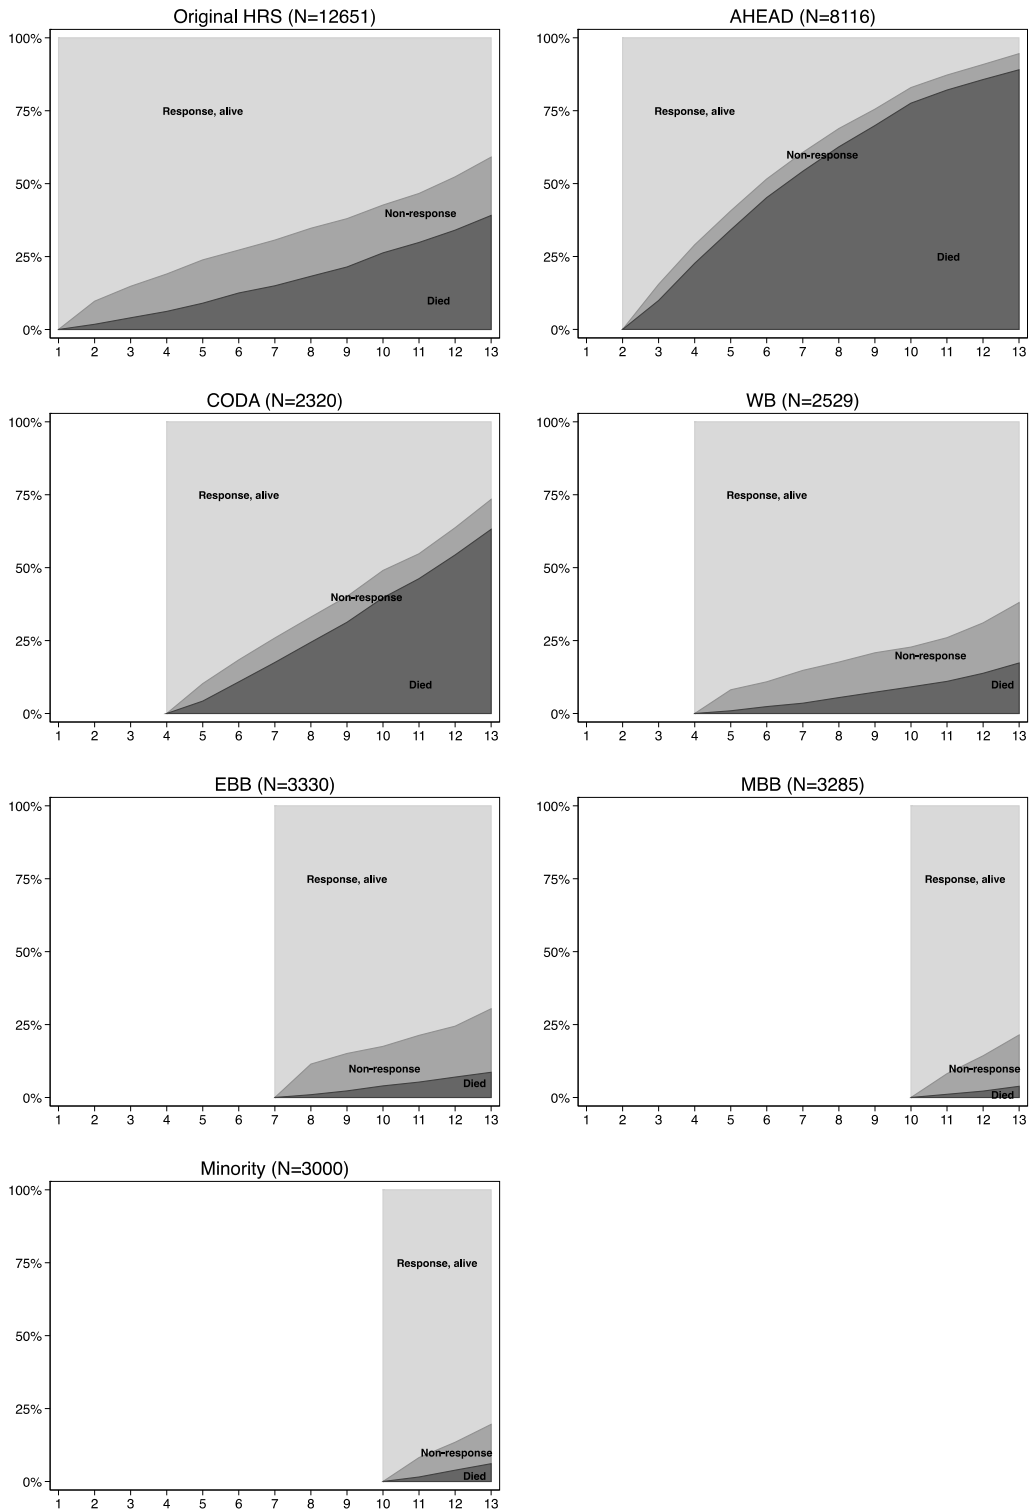 Original HRS (N=12651)
100%
75%
50%
25%
0%
Response, alive
Non-response
Died
1 2 3 4 5 6 7 8 9 10 11 12 13
AHEAD (N=8116)
100%
75%
50%
25%
0%
Response, alive
Non-response
Died
1 2 3 4 5 6 7 8 9 10 11 12 13
CODA (N=2320)
100%
75%
50%
25%
0%
Response, alive
Non-response
Died
1 2 3 4 5 6 7 8 9 10 11 12 13
WB (N=2529)
100%
75%
50%
25%
0%
Response, alive
Non-response
Died
1 2 3 4 5 6 7 8 9 10 11 12 13
EBB (N=3330)
100%
75%
50%
25%
0%
Response, alive
Non-response
Died
1 2 3 4 5 6 7 8 9 10 11 12 13
MBB (N=3285)
100%
75%
50%
25%
0%
Response, alive
Non-response
Died
1 2 3 4 5 6 7 8 9 10 11 12 13
Minority (N=3000)
100%
75%
50%
25%
0%
Response, alive
Non-response
Died
1 2 3 4 5 6 7 8 9 10 11 12 13